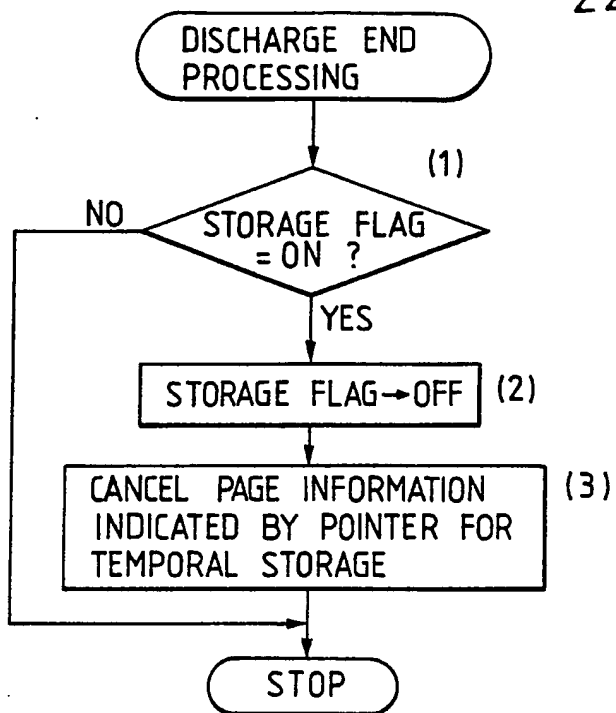 DISCHARGE END
PROCESSING
(1)
NO
STORAGE FLAG
= ON ?
YES
STORAGE FLAG→OFF
(2)
CANCEL PAGE INFORMATION
INDICATED BY POINTER FOR
TEMPORAL STORAGE
(3)
STOP